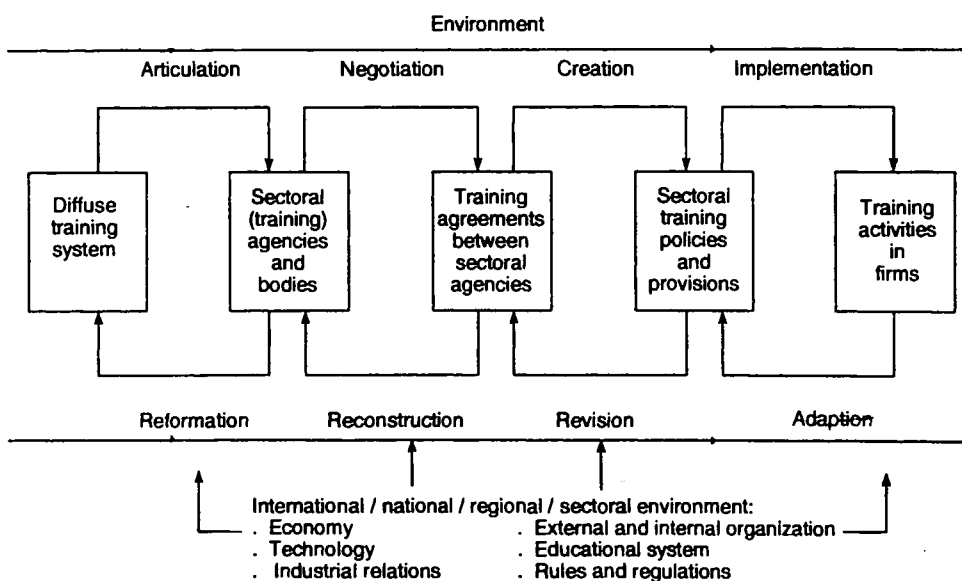 Environment
Articulation Negotiation Creation Implementation
Diffuse
training
system
Sectoral
(training)
agencies
and
bodies
Training
agreements
between
sectoral
agencies
Sectoral
training
policies
and
provisions
Training
activities
in
firms
Reformation Reconstruction Revision Adaption
International / national / regional / sectoral environment:
. Economy
. Technology
. Industrial relations
. External and internal organization
. Educational system
. Rules and regulations